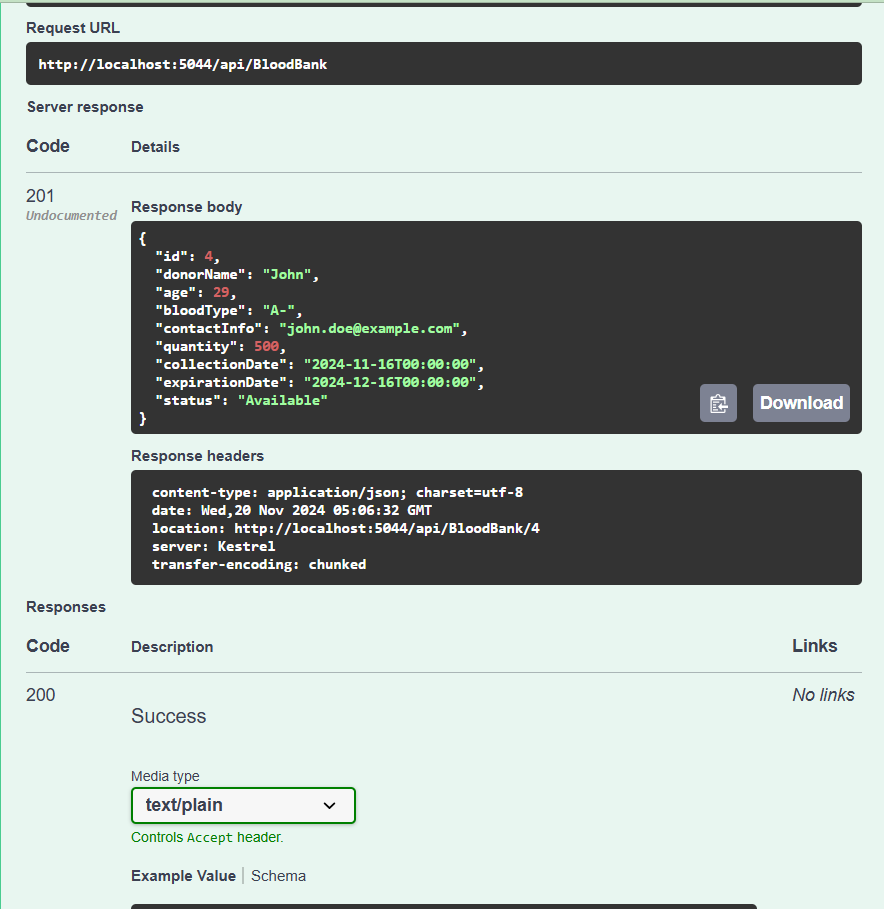 Request URL
http://localhost:5044/api/BloodBank
Server response
Code Details
201
Undocumented
Response body
{
  "id": 4,
  "donorName": "John",
  "age": 29,
  "bloodType": "A-",
  "contactInfo": "john.doe@example.com",
  "quantity": 500,
  "collectionDate": "2024-11-16T00:00:00",
  "expirationDate": "2024-12-16T00:00:00",
  "status": "Available"
}
Download
Response headers
content-type: application/json; charset=utf-8
date: Wed,20 Nov 2024 05:06:32 GMT
location: http://localhost:5044/api/BloodBank/4
server: Kestrel
transfer-encoding: chunked
Responses
Code Description Links
200 No links
Success
Media type
text/plain
Controls Accept header.
Example Value Schema